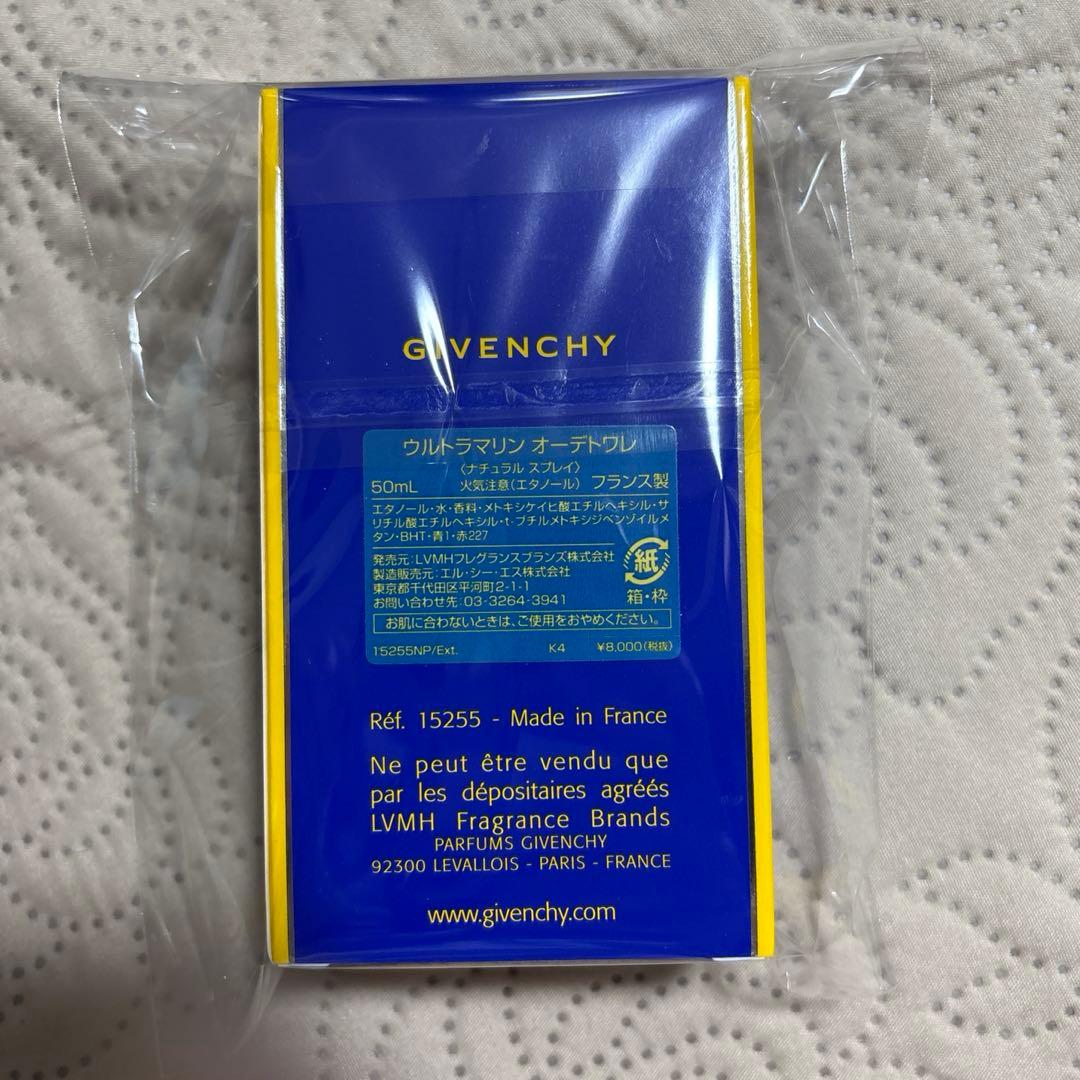 GIVENCHY
ウルトラマリン オーデトワレ
〈ナチュラル スプレイ〉
50mL 火気注意(エタノール) フランス製
エタノール・水・香料・メトキシケイヒ酸エチルヘキシル・サ
リチル酸エチルヘキシル・t-ブチルメトキシジベンゾイルメ
タン・BHT・青1・赤227
発売元:LVMHフレグランスブランズ株式会社
製造販売元:エル・シー・エス株式会社
東京都千代田区平河町2-1-1
お問い合わせ先:03-3264-3941
紙
箱・枠
お肌に合わないときは、ご使用をおやめください。
15255NP/Ext. K4 ¥8,000(税抜)
Réf. 15255 - Made in France
Ne peut être vendu que
par les dépositaires agréés
LVMH Fragrance Brands
PARFUMS GIVENCHY
92300 LEVALLOIS - PARIS - FRANCE
www.givenchy.com